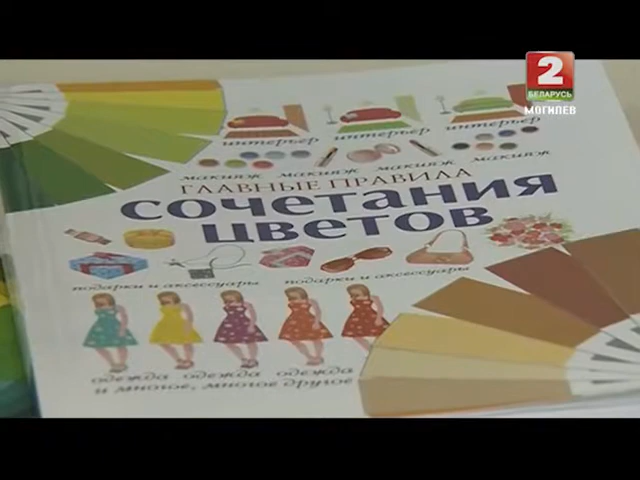 2
БЕЛАРУСЬ
МОГИЛЕВ
интерьер интерьер интерьер
макияж макияж макияж макияж
ГЛАВНЫЕ ПРАВИЛА
СОЧЕТАНИЯ
ЦВЕТОВ
подарки и аксессуары подарки и аксессуары
одежда одежда одежда
и многое, многое другое